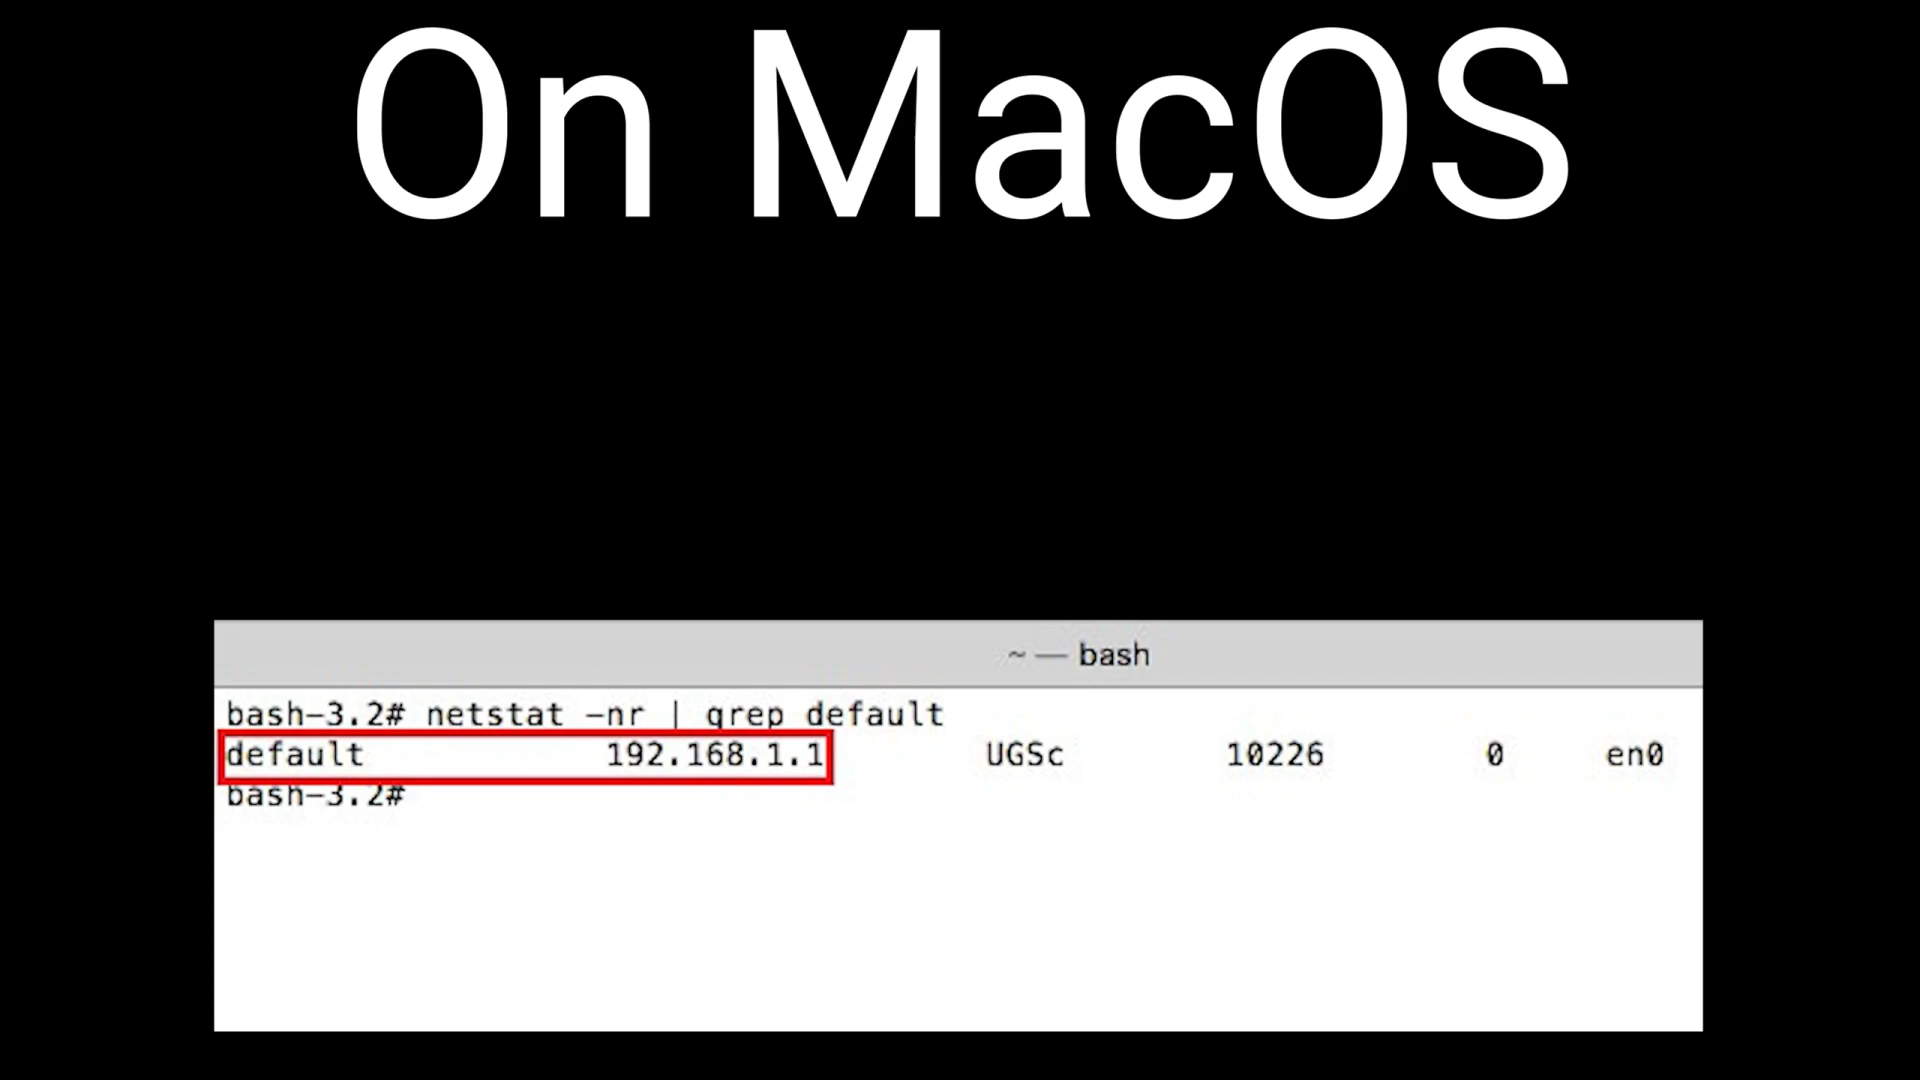 On MacOS
~ — bash
bash-3.2# netstat -nr | grep default
default 192.168.1.1 UGSc 10226 0 en0
bash-3.2#